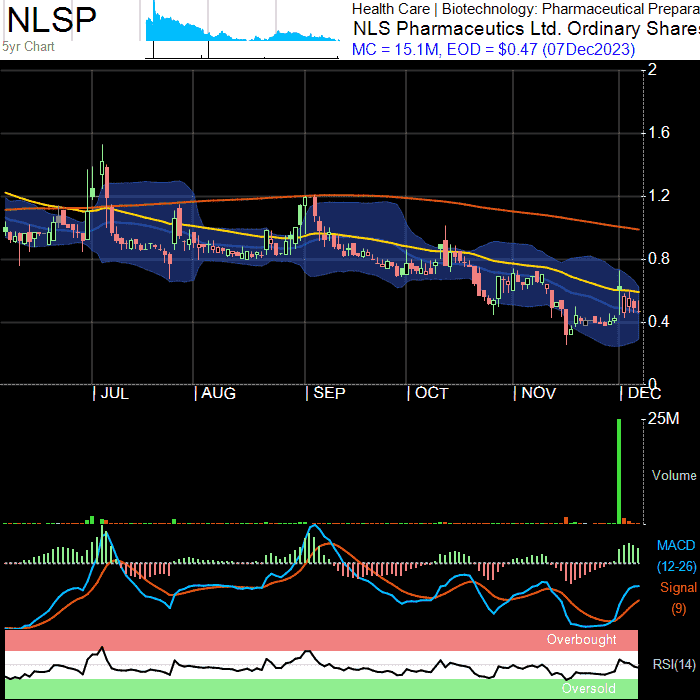 NLSP
5yr Chart
Health Care | Biotechnology: Pharmaceutical Prepara
NLS Pharmaceutics Ltd. Ordinary Shares
MC = 15.1M, EOD = $0.47 (07Dec2023)
2
1.6
1.2
0.8
0.4
0
| JUL | AUG | SEP | OCT | NOV | DEC
25M
Volume
MACD
(12-26)
Signal
(9)
Overbought
RSI(14)
Oversold